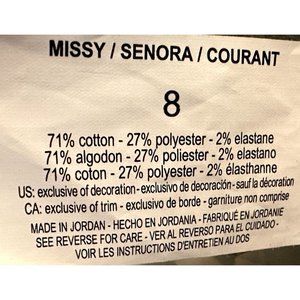 MISSY / SENORA / COURANT
8
71% cotton - 27% polyester - 2% elastane
71% algodon - 27% poliester - 2% elastano
71% coton - 27% polyester - 2% élasthanne
US: exclusive of decoration - exclusivo de decoración - sauf la décoration
CA: exclusive of trim - exclusivo de borde - garniture non comprise
MADE IN JORDAN - HECHO EN JORDANIA - FABRIQUÉ EN JORDANIE
SEE REVERSE FOR CARE - VER AL REVERSO PARA EL CUIDADO -
VOIR LES INSTRUCTIONS D'ENTRETIEN AU DOS